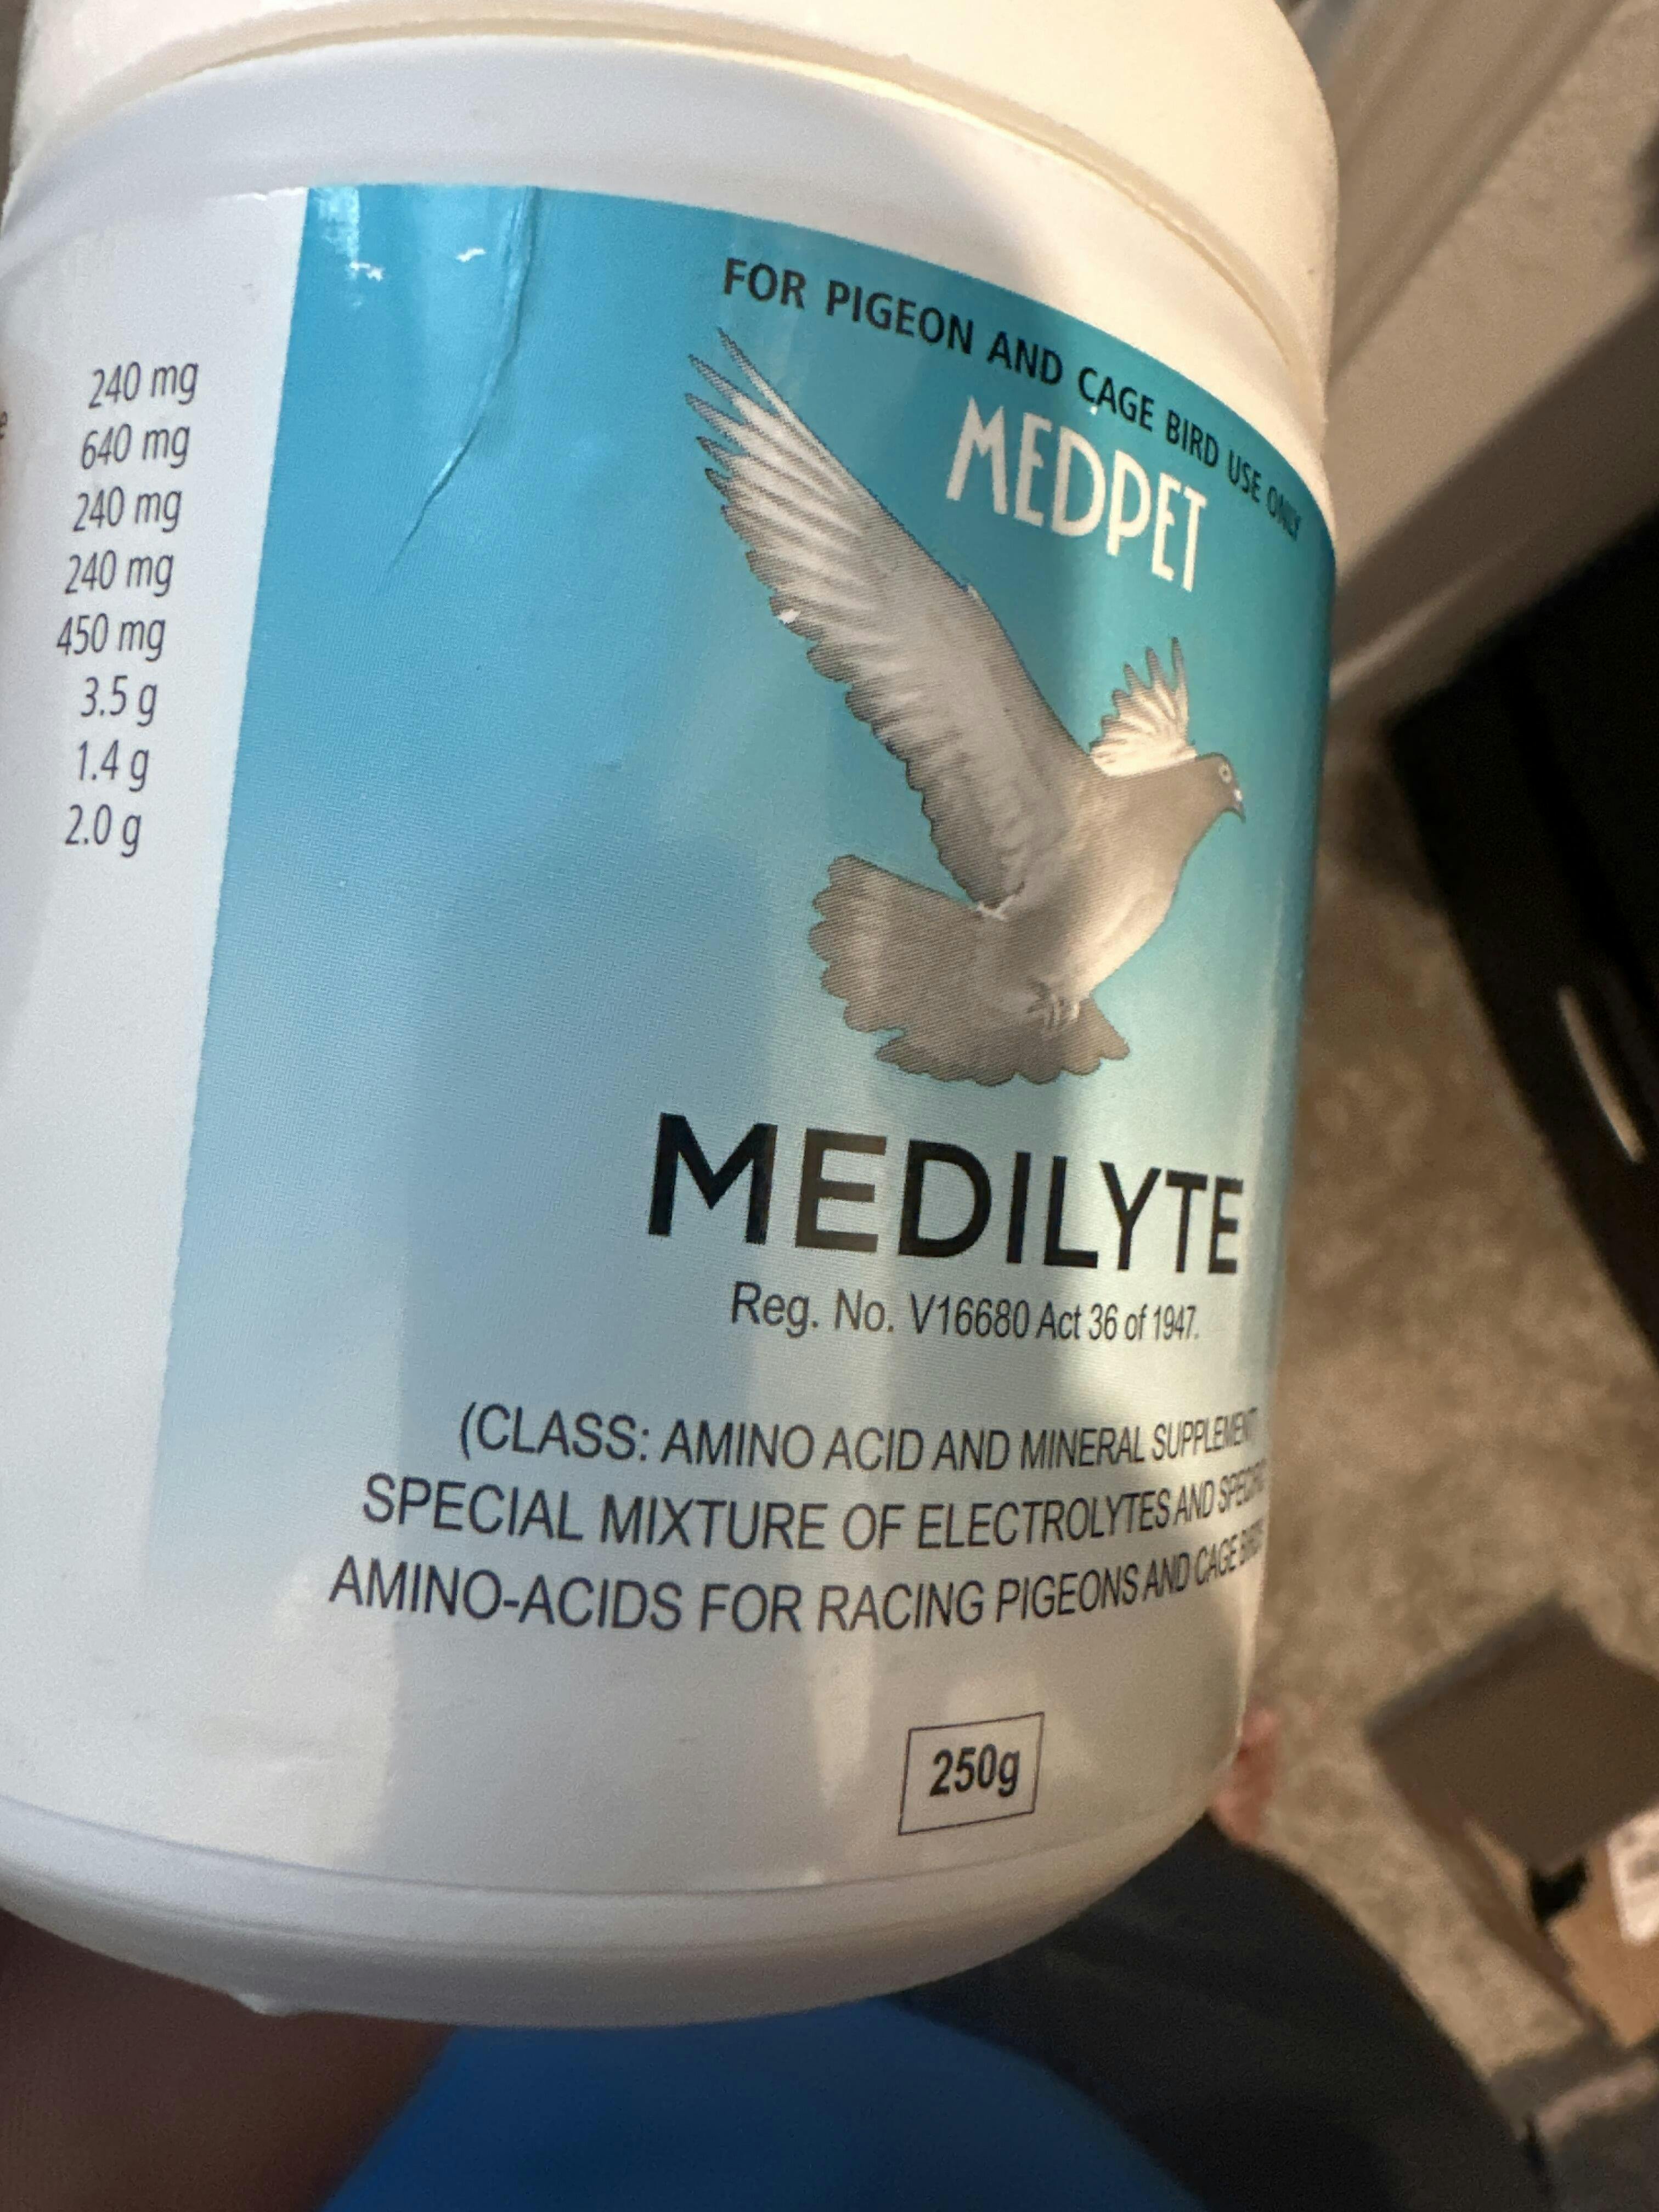 240 mg
640 mg
240 mg
240 mg
450 mg
3.5 g
1.4 g
2.0 g
FOR PIGEON AND CAGE BIRD USE ONLY
MEDPET
MEDILYTE
Reg. No. V16680 Act 36 of 1947.
(CLASS: AMINO ACID AND MINERAL SUPPLEMENT)
SPECIAL MIXTURE OF ELECTROLYTES AND
AMINO-ACIDS FOR RACING PIGEONS AND CAGE
250g